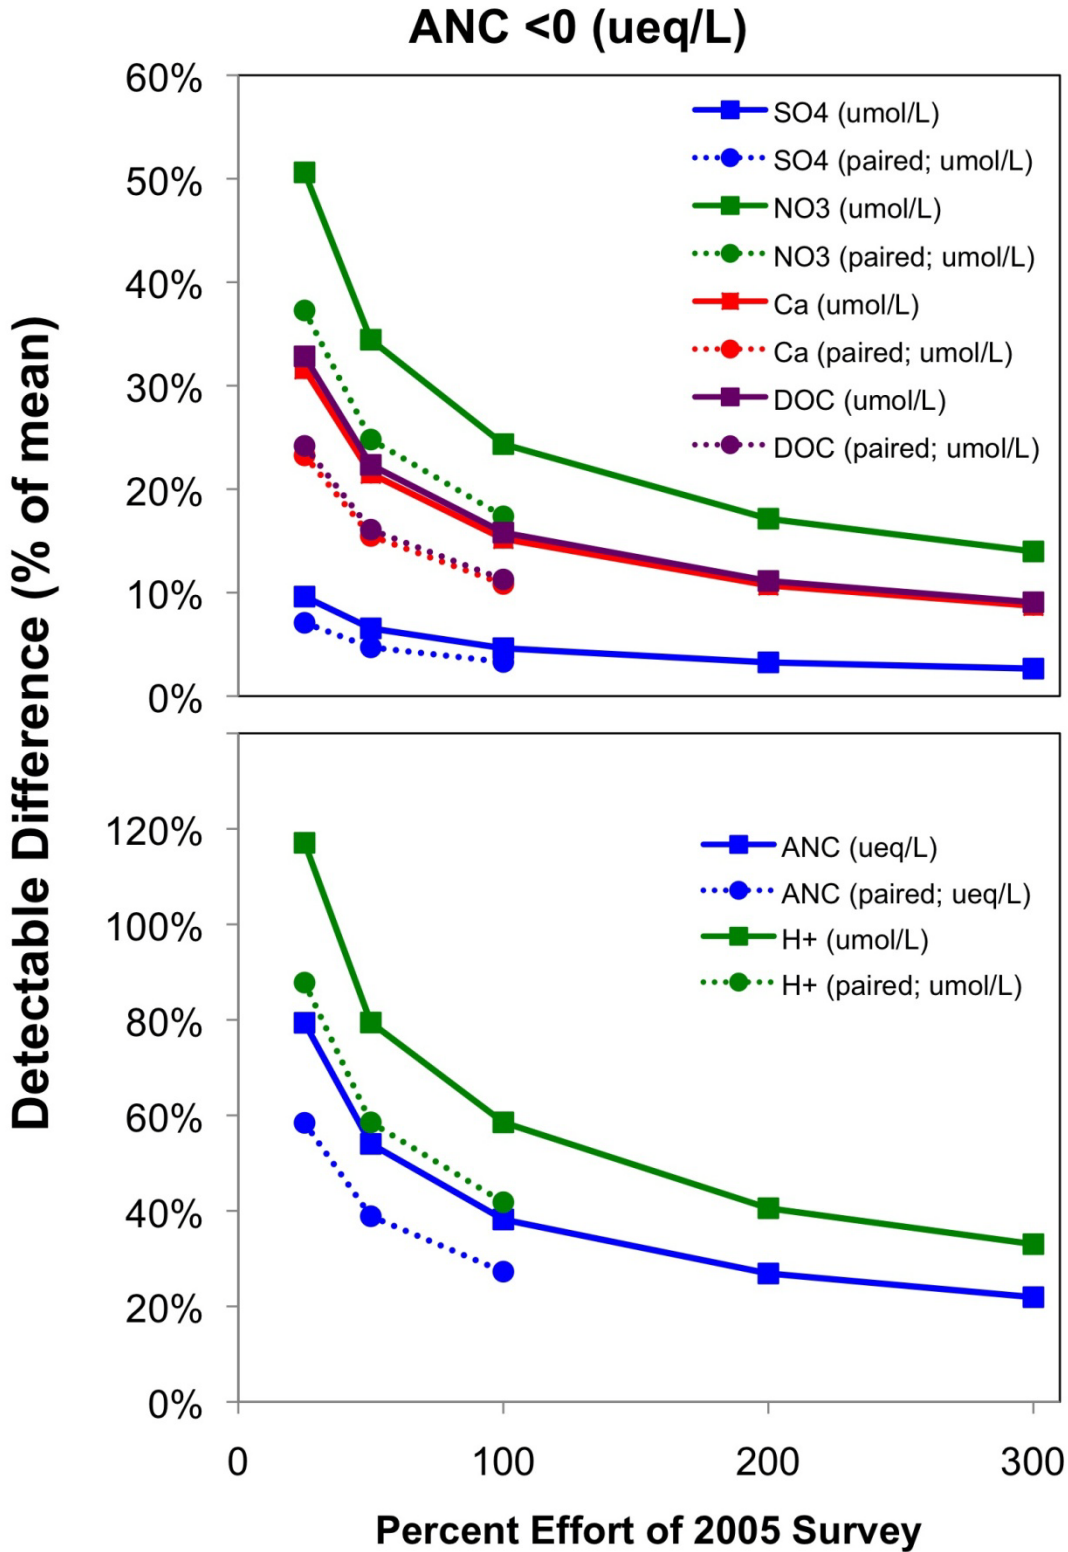 ANC <0 (ueq/L)
Detectable Difference (% of mean)
60%
50%
40%
30%
20%
10%
0%
SO4 (umol/L)
SO4 (paired; umol/L)
NO3 (umol/L)
NO3 (paired; umol/L)
Ca (umol/L)
Ca (paired; umol/L)
DOC (umol/L)
DOC (paired; umol/L)
120%
100%
80%
60%
40%
20%
0%
ANC (ueq/L)
ANC (paired; ueq/L)
H+ (umol/L)
H+ (paired; umol/L)
0 100 200 300
Percent Effort of 2005 Survey